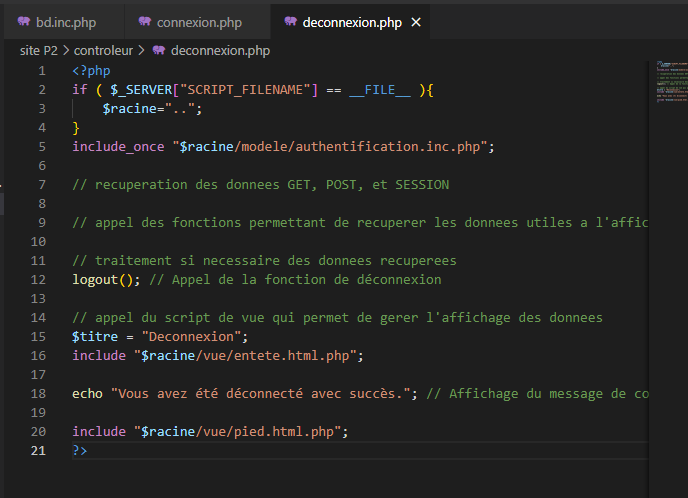 bd.inc.php connexion.php deconnexion.php
site P2 > controleur > deconnexion.php
1 <?php
2 if ( $_SERVER["SCRIPT_FILENAME"] == __FILE__ ){
3 $racine="..";
4 }
5 include_once "$racine/modele/authentification.inc.php";
6
7 // recuperation des donnees GET, POST, et SESSION
8
9 // appel des fonctions permettant de recuperer les donnees utiles a l'affic
10
11 // traitement si necessaire des donnees recuperees
12 logout(); // Appel de la fonction de déconnexion
13
14 // appel du script de vue qui permet de gerer l'affichage des donnees
15 $titre = "Deconnexion";
16 include "$racine/vue/entete.html.php";
17
18 echo "Vous avez été déconnecté avec succès."; // Affichage du message de co
19
20 include "$racine/vue/pied.html.php";
21 ?>